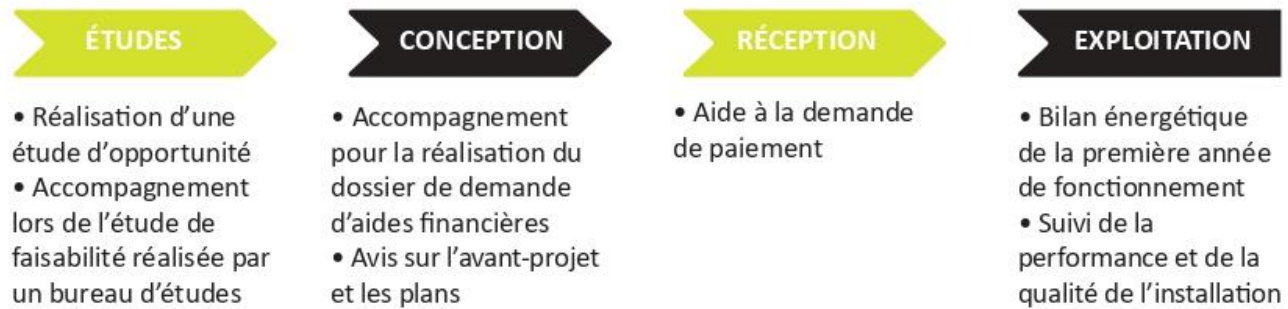 ÉTUDES
• Réalisation d’une
étude d’opportunité
• Accompagnement
lors de l’étude de
faisabilité réalisée par
un bureau d’études
CONCEPTION
• Accompagnement
pour la réalisation du
dossier de demande
d’aides financières
• Avis sur l’avant-projet
et les plans
RÉCEPTION
• Aide à la demande
de paiement
EXPLOITATION
• Bilan énergétique
de la première année
de fonctionnement
• Suivi de la
performance et de la
qualité de l’installation